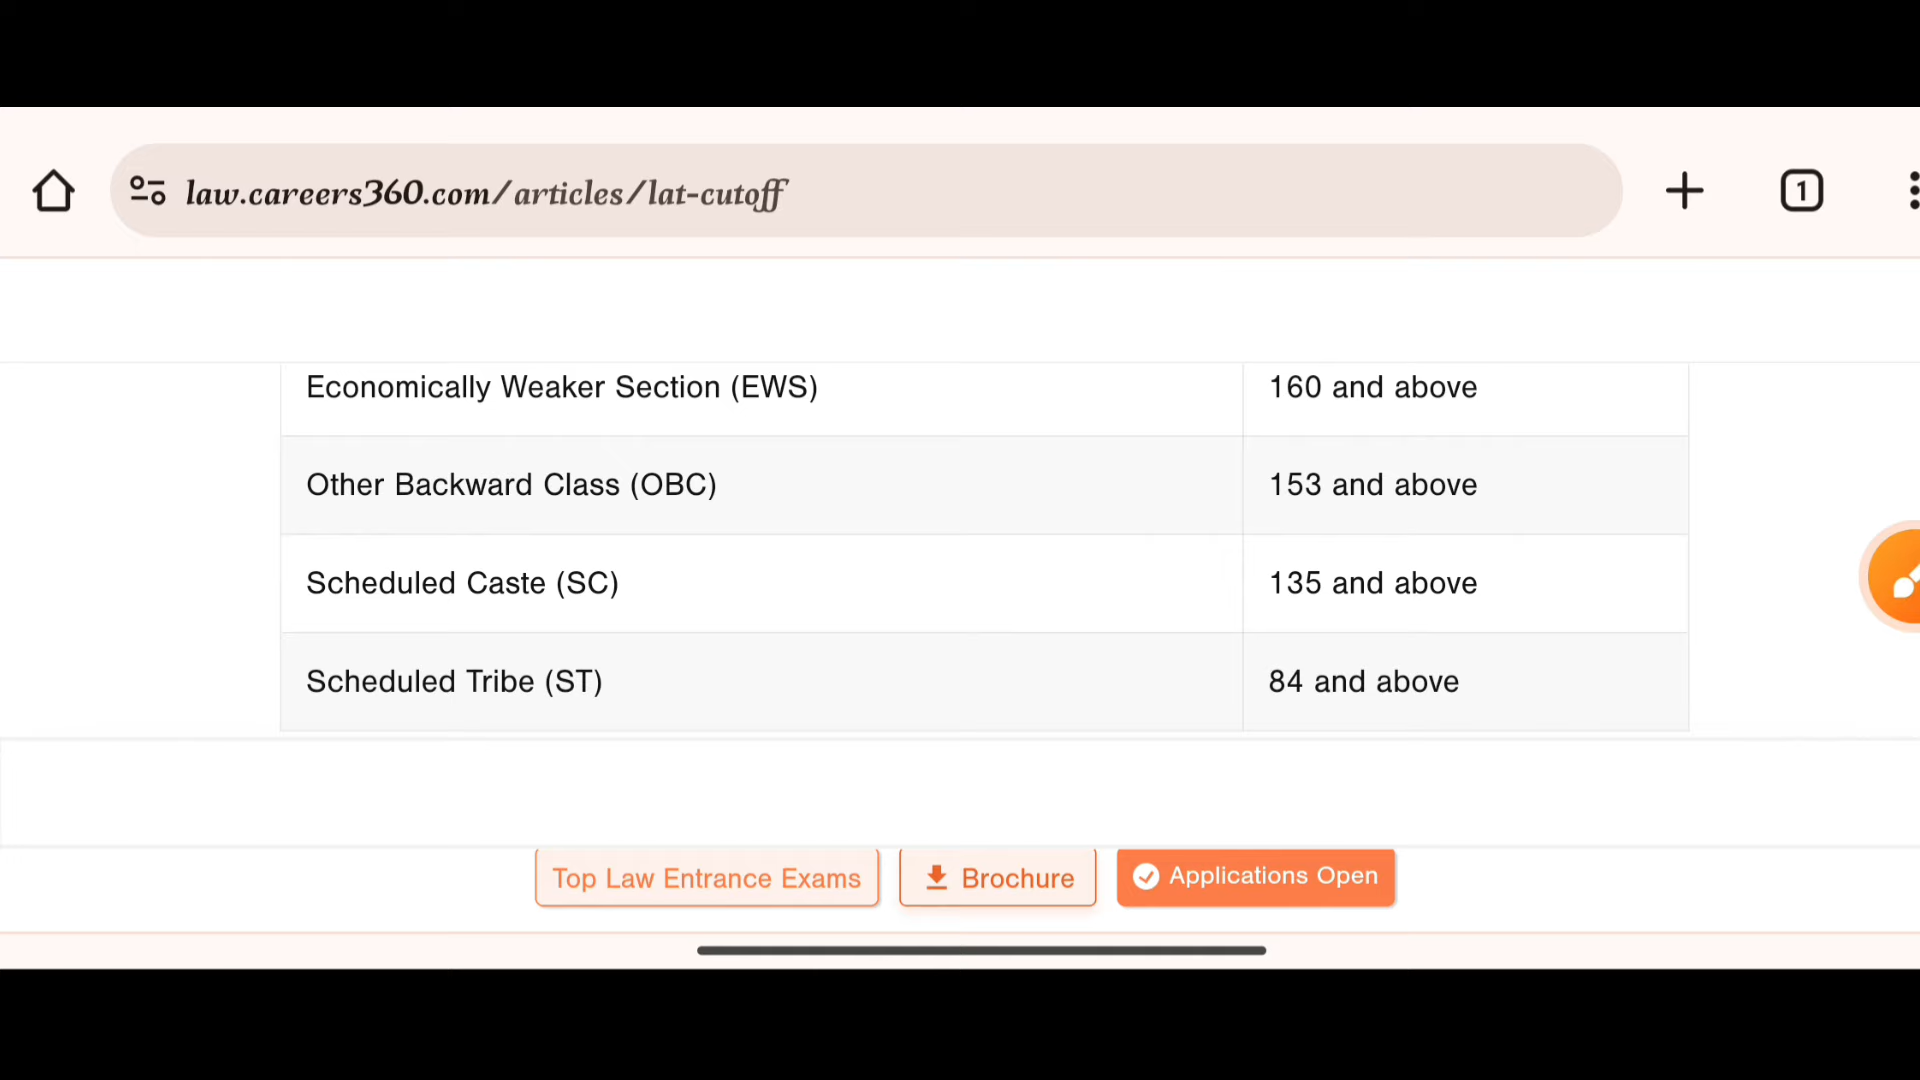 law.careers360.com/articles/lat-cutoff
1
Economically Weaker Section (EWS) 160 and above
Other Backward Class (OBC) 153 and above
Scheduled Caste (SC) 135 and above
Scheduled Tribe (ST) 84 and above
Top Law Entrance Exams Brochure Applications Open